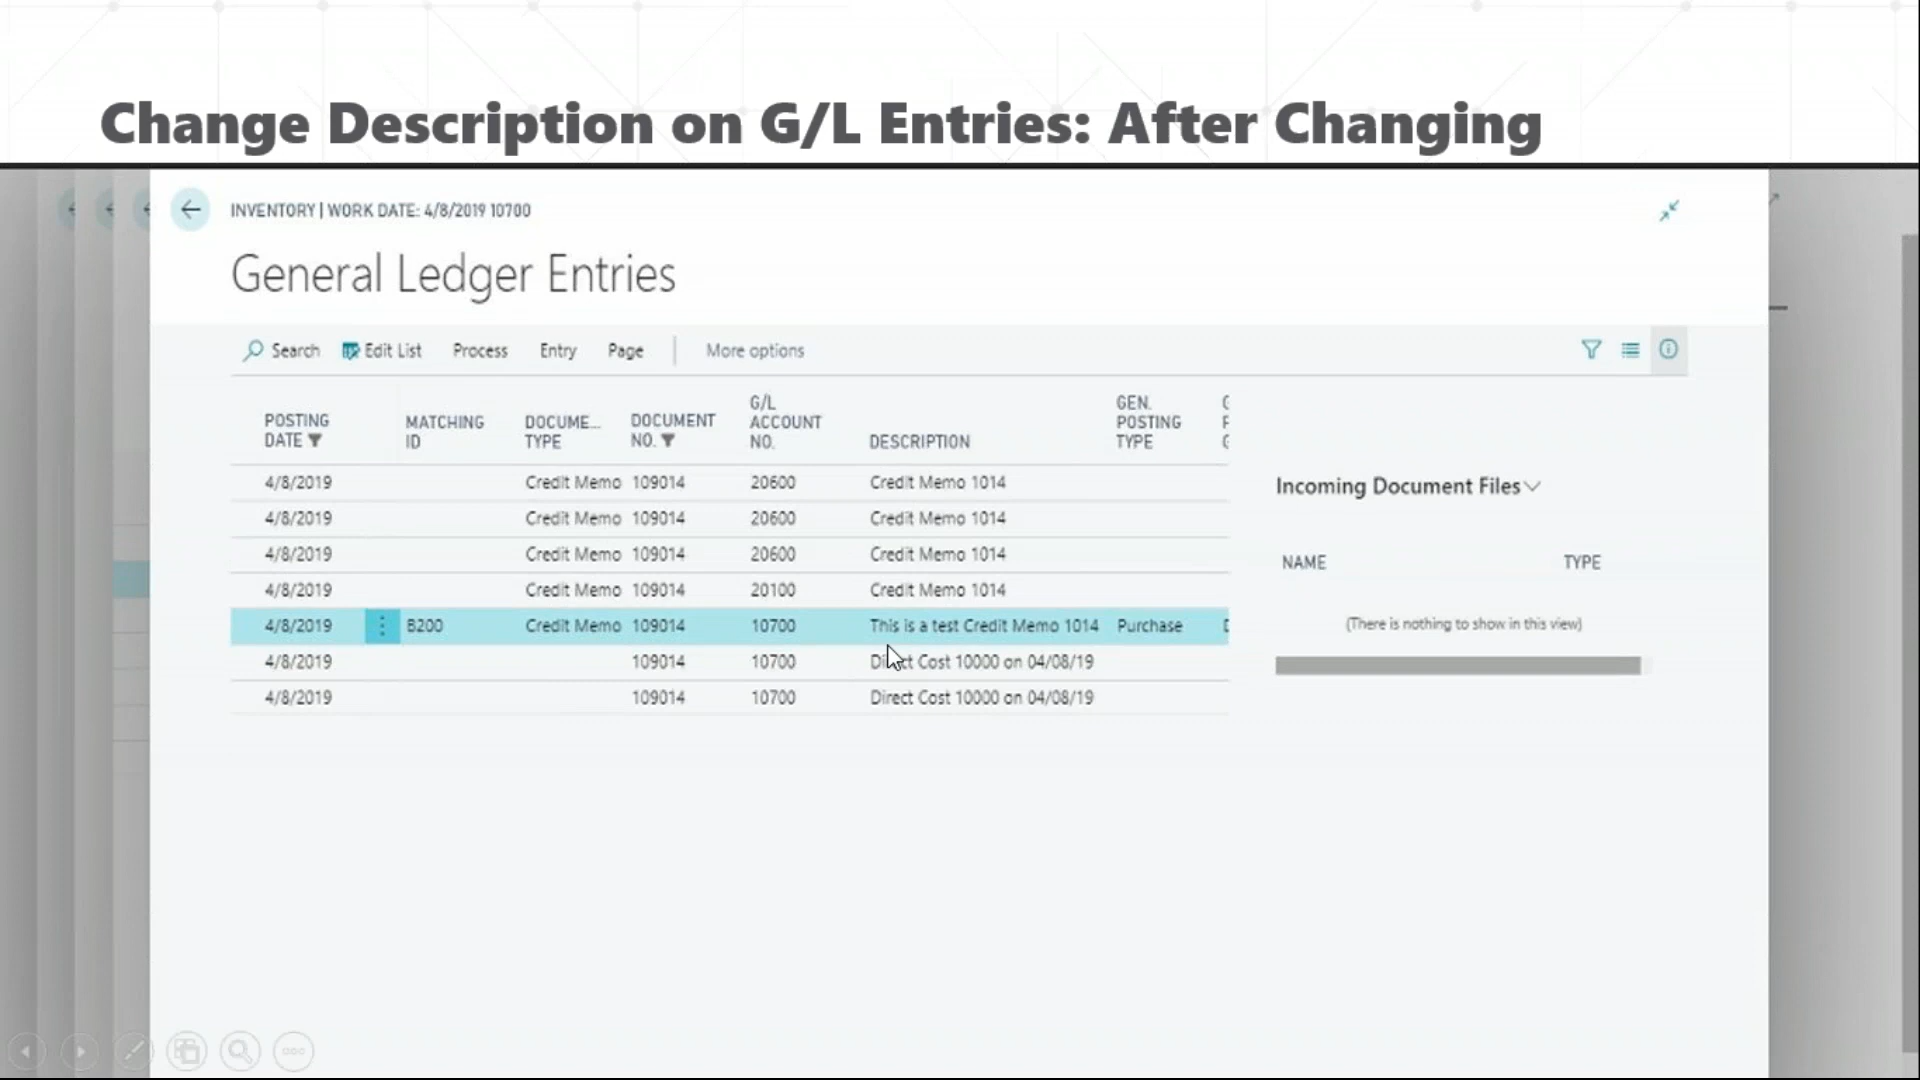 Change Description on G/L Entries: After Changing
INVENTORY | WORK DATE: 4/8/2019 10700
General Ledger Entries
Search Edit List Process Entry Page More options
POSTING DATE MATCHING ID DOCUME... TYPE DOCUMENT NO. G/L ACCOUNT NO. DESCRIPTION GEN. POSTING TYPE
4/8/2019 Credit Memo 109014 20600 Credit Memo 1014
4/8/2019 Credit Memo 109014 20600 Credit Memo 1014
4/8/2019 Credit Memo 109014 20600 Credit Memo 1014
4/8/2019 Credit Memo 109014 20100 Credit Memo 1014
4/8/2019 B200 Credit Memo 109014 10700 This is a test Credit Memo 1014 Purchase
4/8/2019 109014 10700 Direct Cost 10000 on 04/08/19
4/8/2019 109014 10700 Direct Cost 10000 on 04/08/19
Incoming Document Files
NAME TYPE
(There is nothing to show in this view)